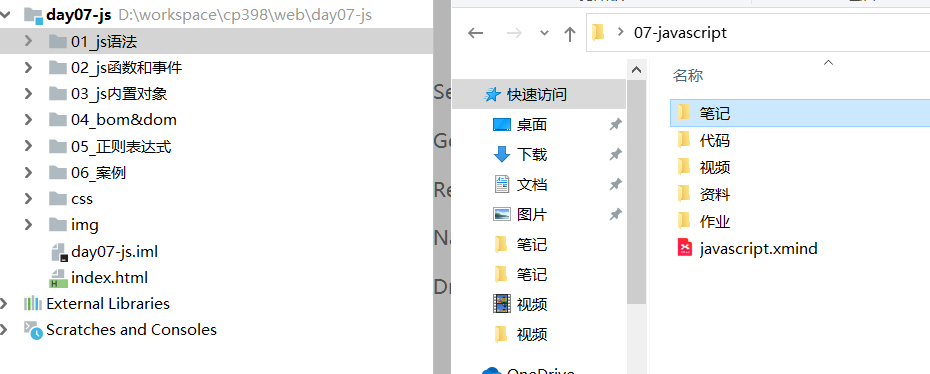 day07-js D:\workspace\cp398\web\day07-js
01_js语法
02_js函数和事件
03_js内置对象
04_bom&dom
05_正则表达式
06_案例
css
img
day07-js.iml
index.html
External Libraries
Scratches and Consoles
07-javascript
快速访问
桌面
下载
文档
图片
笔记
笔记
视频
视频
OneDrive
名称
笔记
代码
视频
资料
作业
javascript.xmind